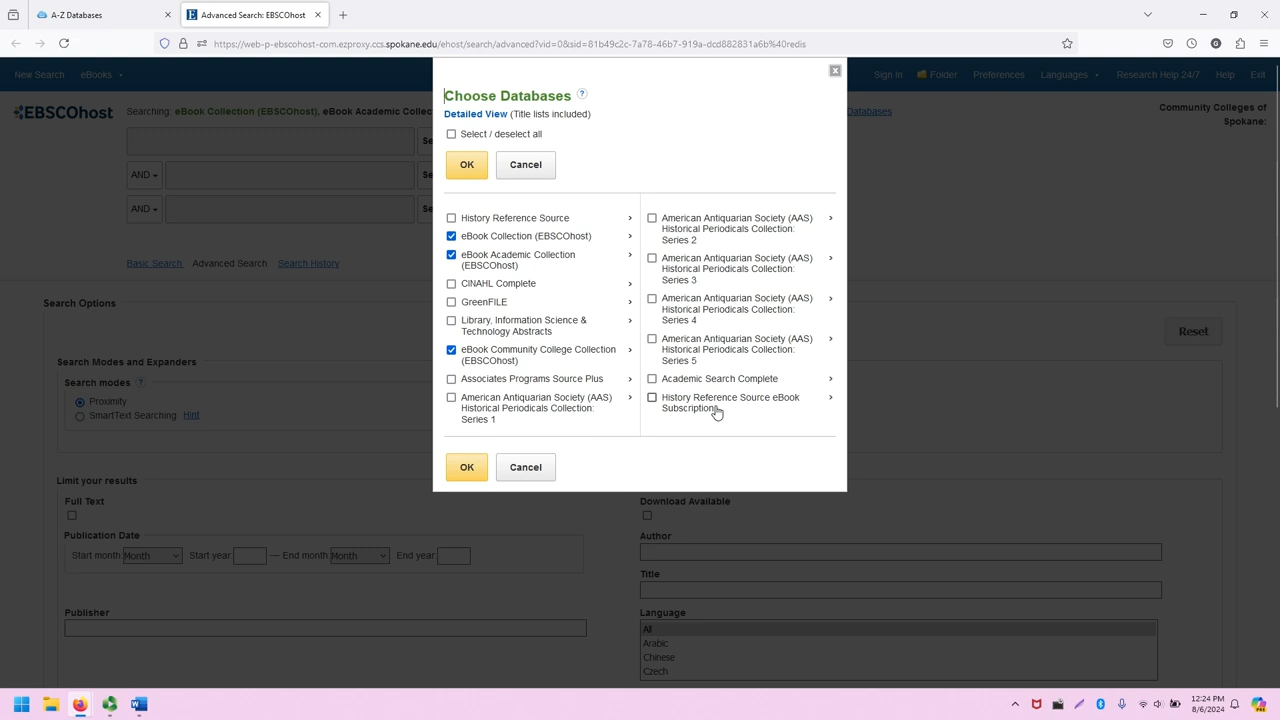 A-Z Databases
Advanced Search: EBSCOhost
https://web-p-ebscohost-com.ezproxy.ccs.spokane.edu/ehost/search/advanced?vid=0&sid=81b49c2c-7a78-46b7-919a-dcd882831a6b%40redis
New Search eBooks Sign In Folder Preferences Languages Research Help 24/7 Help Exit
EBSCOhost Searching: eBook Collection (EBSCOhost), eBook Academic Databases
Community Colleges of
Spokane:
AND
AND
Basic Search Advanced Search Search History
Search Options
Reset
Search Modes and Expanders
Search modes ?
Proximity
SmartText Searching Hint
Limit your results
Full Text
Publication Date
Start month Month Start year — End month Month End year
Publisher
Download Available
Author
Title
Language
All
Arabic
Chinese
Czech
Choose Databases ?
Detailed View (Title lists included)
Select / deselect all
OK Cancel
History Reference Source
eBook Collection (EBSCOhost)
eBook Academic Collection
(EBSCOhost)
CINAHL Complete
GreenFILE
Library, Information Science &
Technology Abstracts
eBook Community College Collection
(EBSCOhost)
Associates Programs Source Plus
American Antiquarian Society (AAS)
Historical Periodicals Collection:
Series 1
American Antiquarian Society (AAS)
Historical Periodicals Collection:
Series 2
American Antiquarian Society (AAS)
Historical Periodicals Collection:
Series 3
American Antiquarian Society (AAS)
Historical Periodicals Collection:
Series 4
American Antiquarian Society (AAS)
Historical Periodicals Collection:
Series 5
Academic Search Complete
History Reference Source eBook
Subscriptions
OK Cancel
12:24 PM
8/6/2024